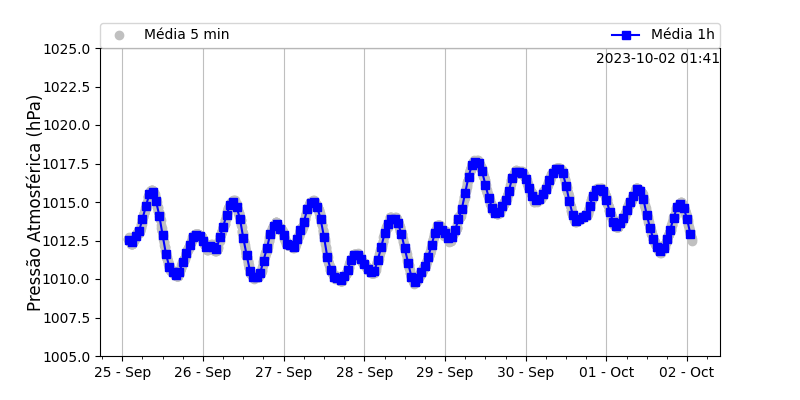 Média 5 min
Média 1h
2023-10-02 01:41
Pressão Atmosférica (hPa)
1025.0
1022.5
1020.0
1017.5
1015.0
1012.5
1010.0
1007.5
1005.0
25 - Sep
26 - Sep
27 - Sep
28 - Sep
29 - Sep
30 - Sep
01 - Oct
02 - Oct